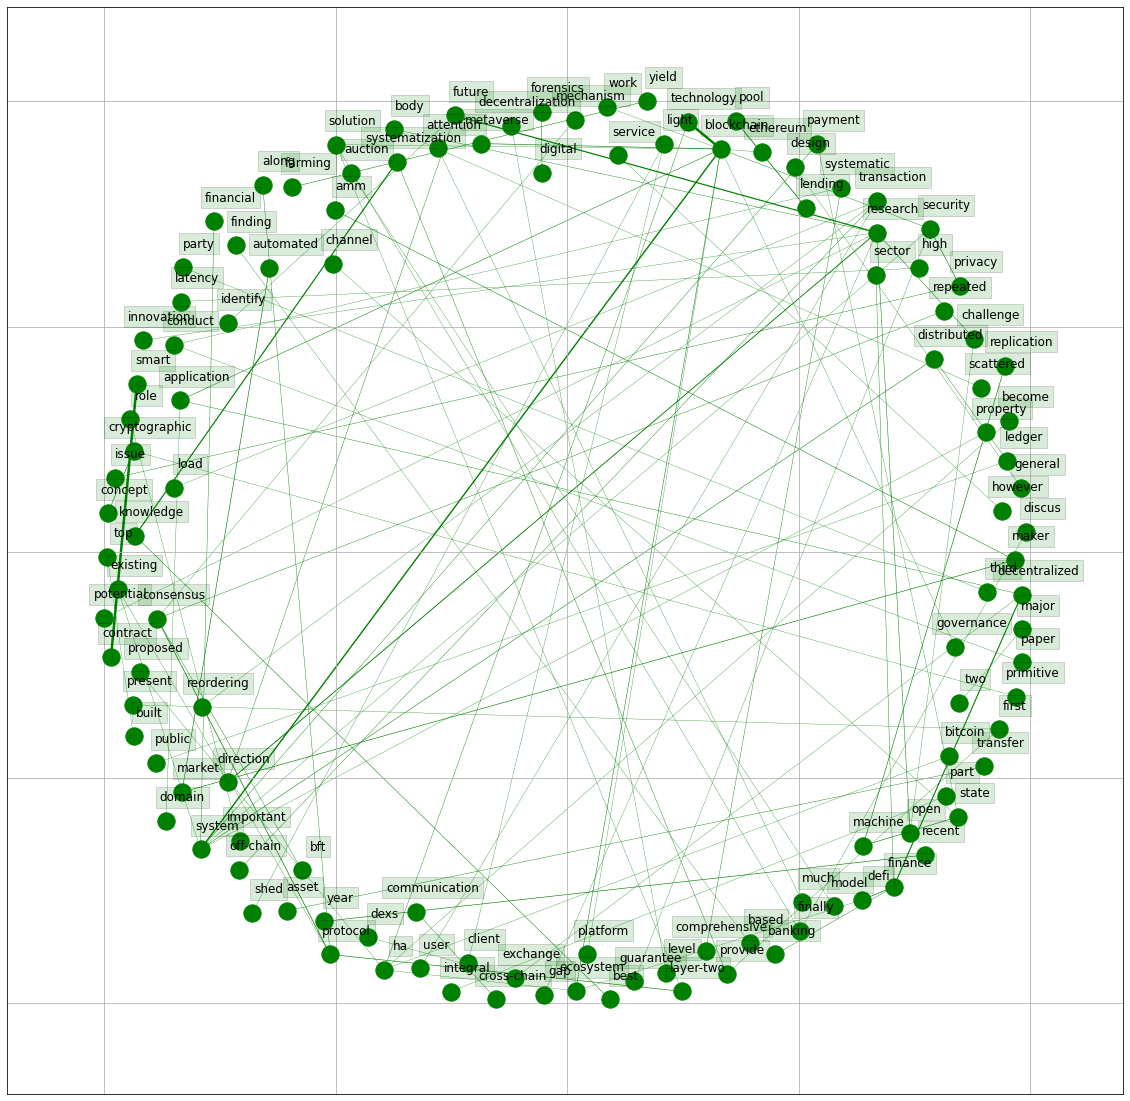 yield
work
forensics
future
mechanism
technology
pool
decentralization
body
solution
metaverse
light
payment
attention
blockchain
ethereum
service
systematization
design
auction
digital
along
farming
systematic
transaction
amm
lending
financial
security
research
finding
party
automated
channel
high
sector
privacy
latency
identify
repeated
innovation
conduct
challenge
distributed
replication
smart
scattered
application
role
become
property
cryptographic
ledger
issue
load
general
concept
however
knowledge
discus
top
maker
existing
third
decentralized
potential
consensus
major
contract
governance
paper
proposed
primitive
present
reordering
two
built
first
public
bitcoin
transfer
market
direction
part
domain
state
important
open
system
machine
recent
off-chain
bft
finance
shed
asset
communication
much
model
defi
year
dexs
finally
protocol
ha
user
client
platform
comprehensive
based
banking
integral
exchange
level
provide
cross-chain
gap
ecosystem
guarantee
best
layer-two